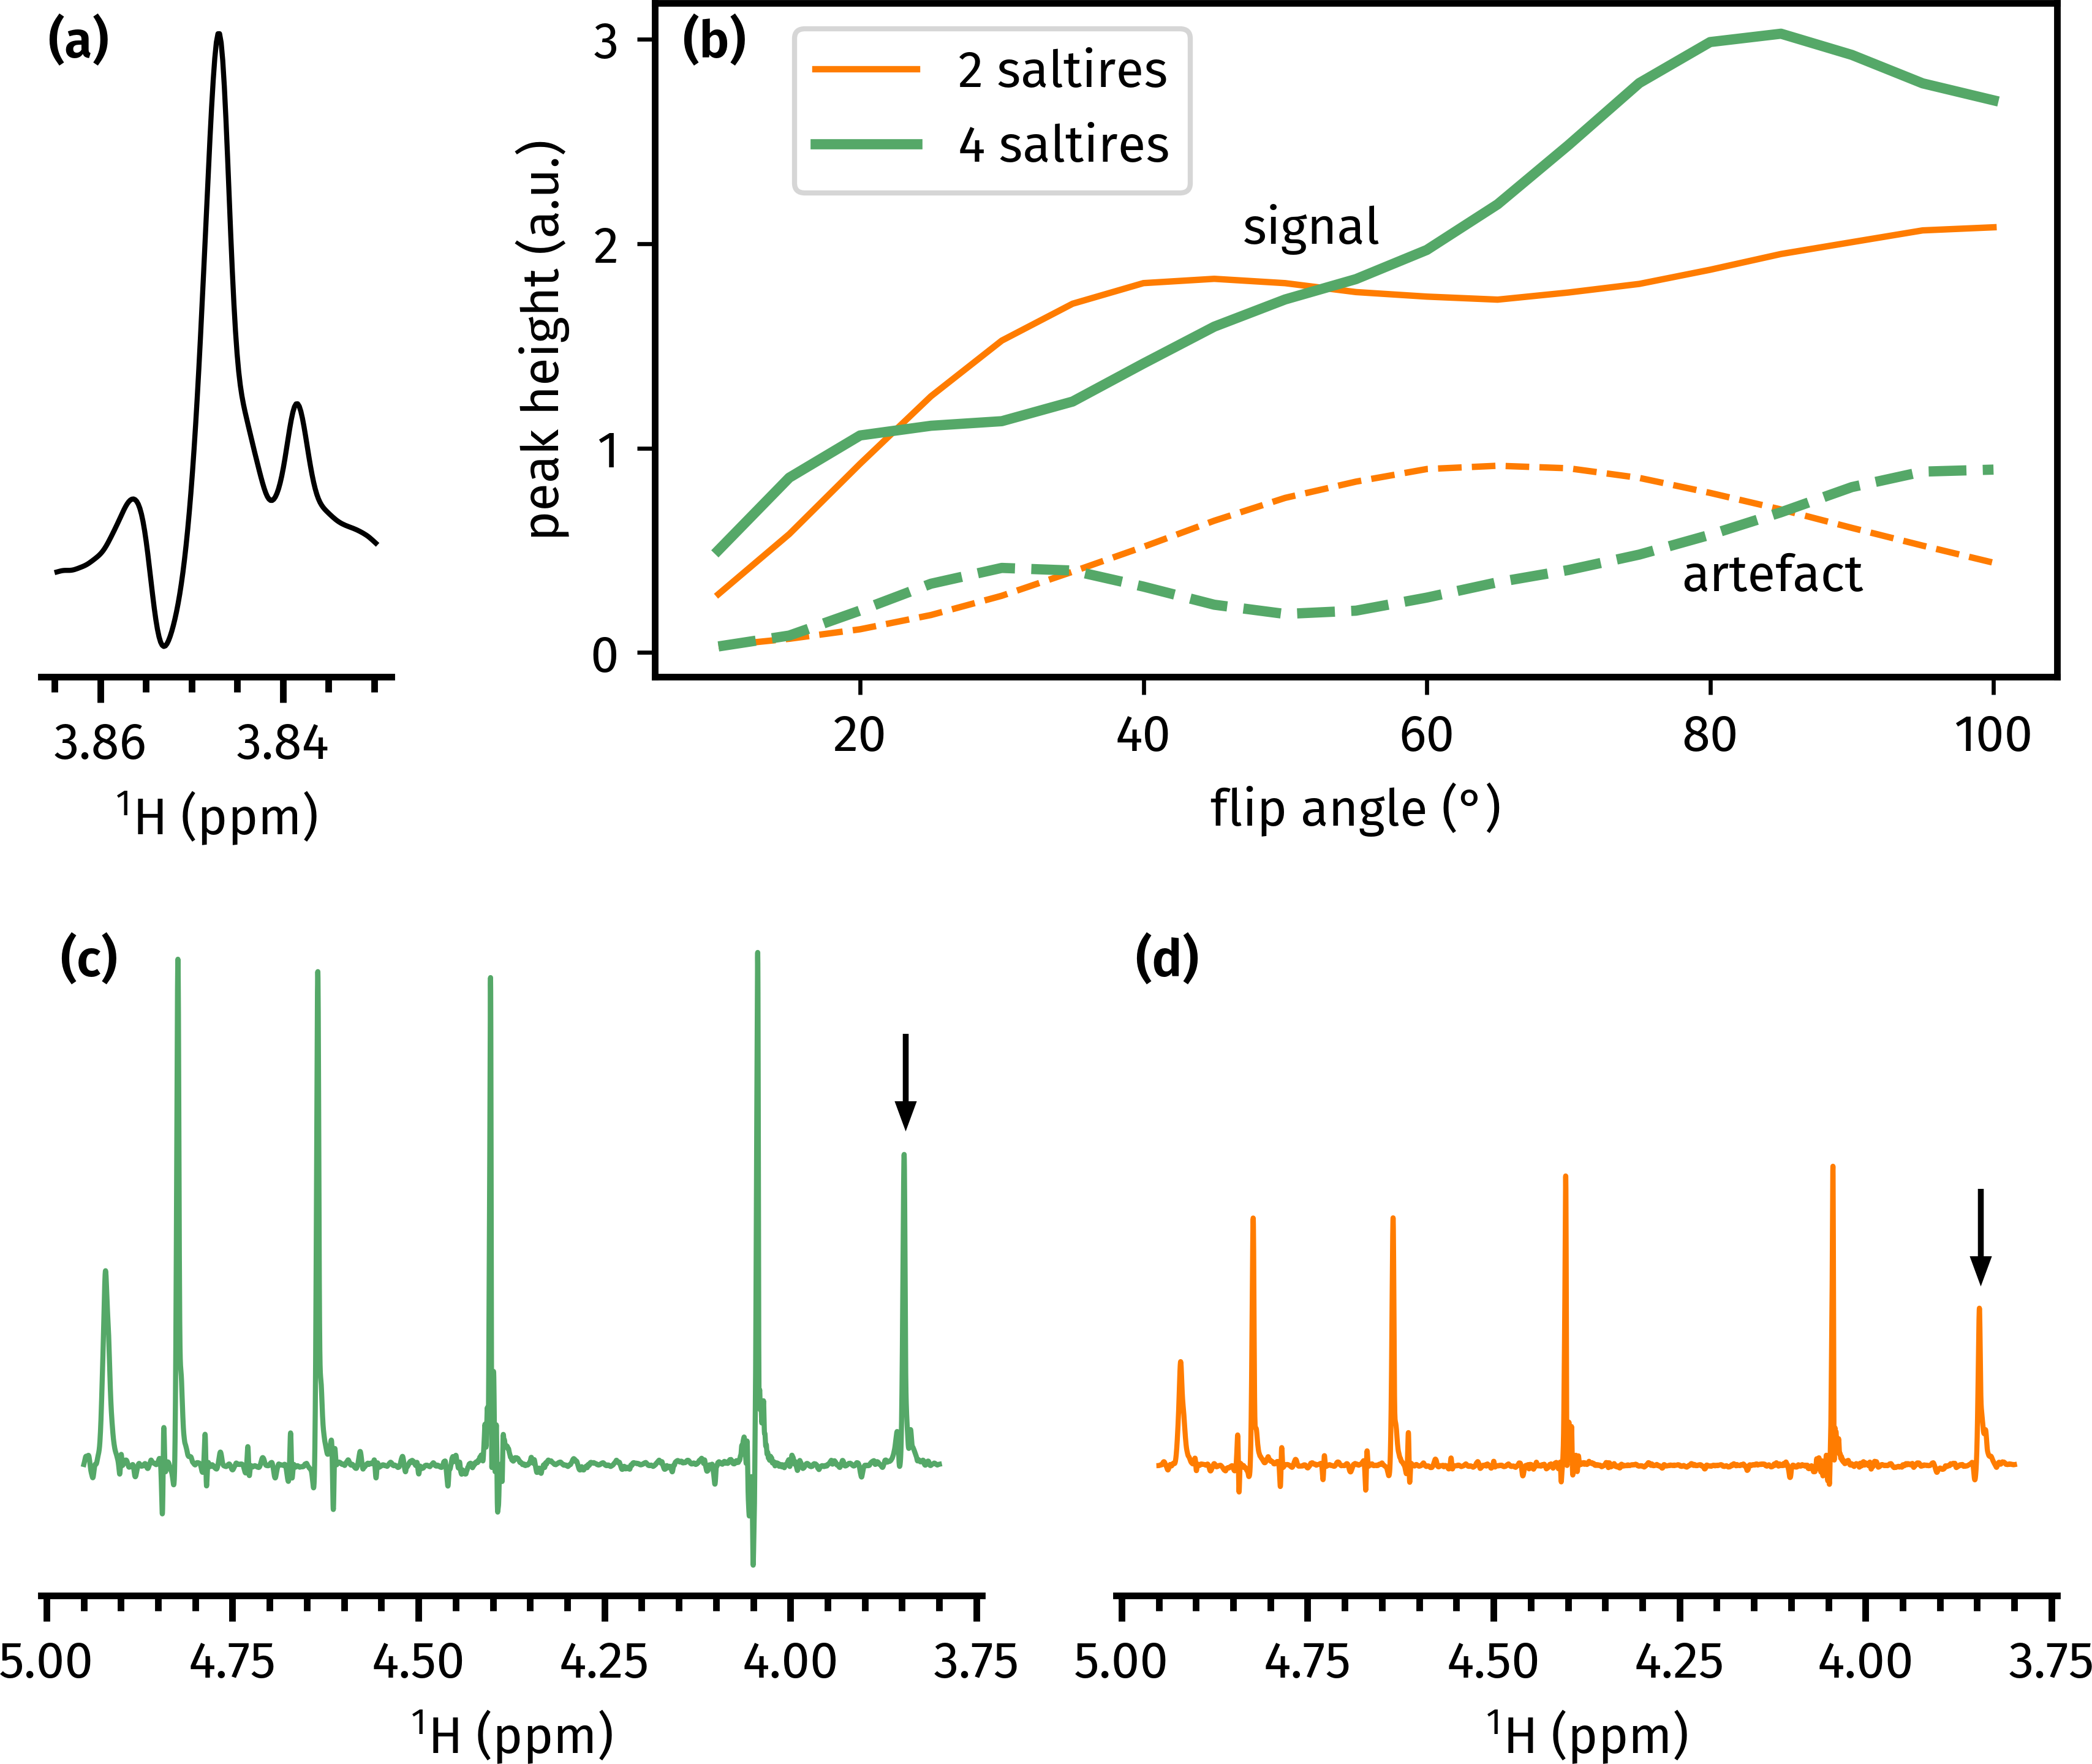 (a)
3.86 3.84
¹H (ppm)
(b)
2 saltires
4 saltires
signal
artefact
peak height (a.u.)
3
2
1
0
20 40 60 80 100
flip angle (°)
(c)
5.00 4.75 4.50 4.25 4.00 3.75
¹H (ppm)
(d)
5.00 4.75 4.50 4.25 4.00 3.75
¹H (ppm)